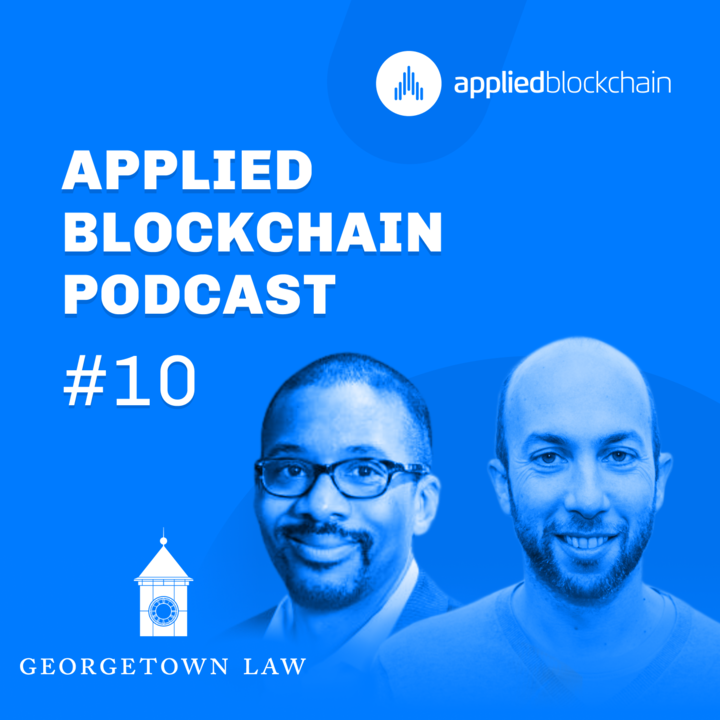 appliedblockchain
APPLIED
BLOCKCHAIN
PODCAST
#10
GEORGETOWN LAW